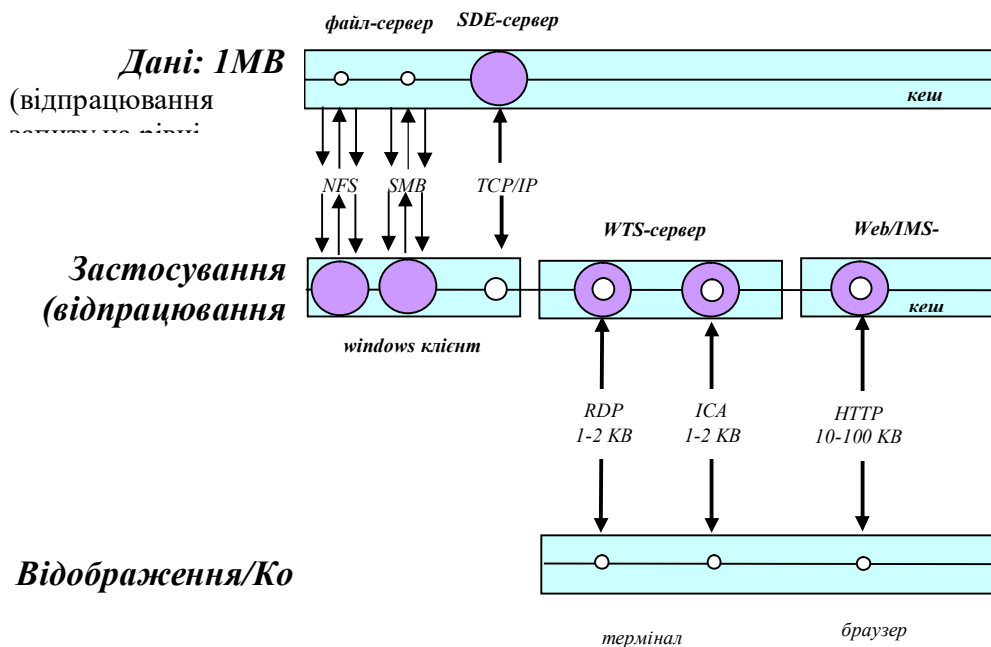 файл-сервер SDE-сервер
Дані: 1MB
(відпрацювання
кеш
NFS SMB TCP/IP
WTS-сервер Web/IMS-
Застосування
(відпрацювання
кеш
windows клієнт
RDP ICA HTTP
1-2 KB 1-2 KB 10-100 KB
Відображення/Ко
термінал браузер